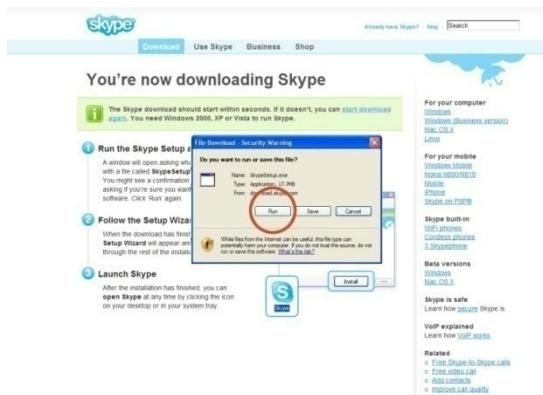 skype
Already have Skype? Help Search
Download Use Skype Business Shop
You're now downloading Skype
The Skype download should start within seconds. If it doesn't, you can start download
again. You need Windows 2000, XP or Vista to run Skype.
1 Run the Skype Setup a
A window will open asking whe
with a file called SkypeSetup
You might see a confirmation
asking if you're sure you want
software. Click 'Run' again.
2 Follow the Setup Wiza
When the download has finist
Setup Wizard will appear an
through the rest of the installa
3 Launch Skype
After the installation has finished, you can
open Skype at any time by clicking the icon
on your desktop or in your system tray.
File Download - Security Warning
Do you want to run or save this file?
Name: SkypeSetup.exe
Type: Application, 17.7MB
From: download.skype.com
Run Save Cancel
While files from the Internet can be useful, this file type can
potentially harm your computer. If you do not trust the source, do not
run or save this software. What's the risk?
Install
Skype
For your computer
Windows
Windows (Business version)
Mac OS X
Linux
For your mobile
Windows Mobile
Nokia N800/N810
Mobile
iPhone
Skype on PSP®
Skype built-in
WiFi phones
Cordless phones
3 Skypephone
Beta versions
Windows
Mac OS X
Skype is safe
Learn how secure Skype is.
VoIP explained
Learn how VoIP works.
Related
Free Skype-to-Skype calls
Free video call
Add contacts
Improve call quality